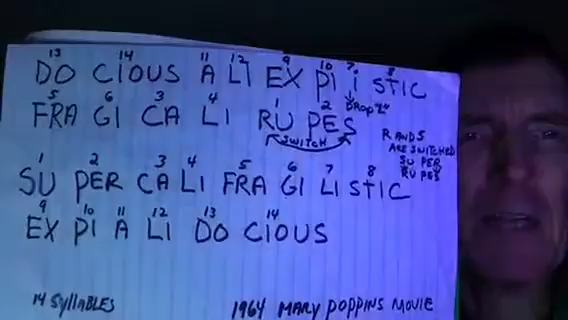 13 14 11 12 9 10 7 8
DO CIOUS A LI EX PI i STIC
5 6 3 4 1 2 DROP "L"
FRA GI CA LI RU PES
SWITCH
R AND S
ARE SWITCHED
SU PER
RU PES
1 2 3 4 5 6 7 8
SU PER CA LI FRA GI LI STIC
9 10 11 12 13 14
EX PI A LI DO CIOUS
14 SYLLABLES
1964 MARY POPPINS MOVIE